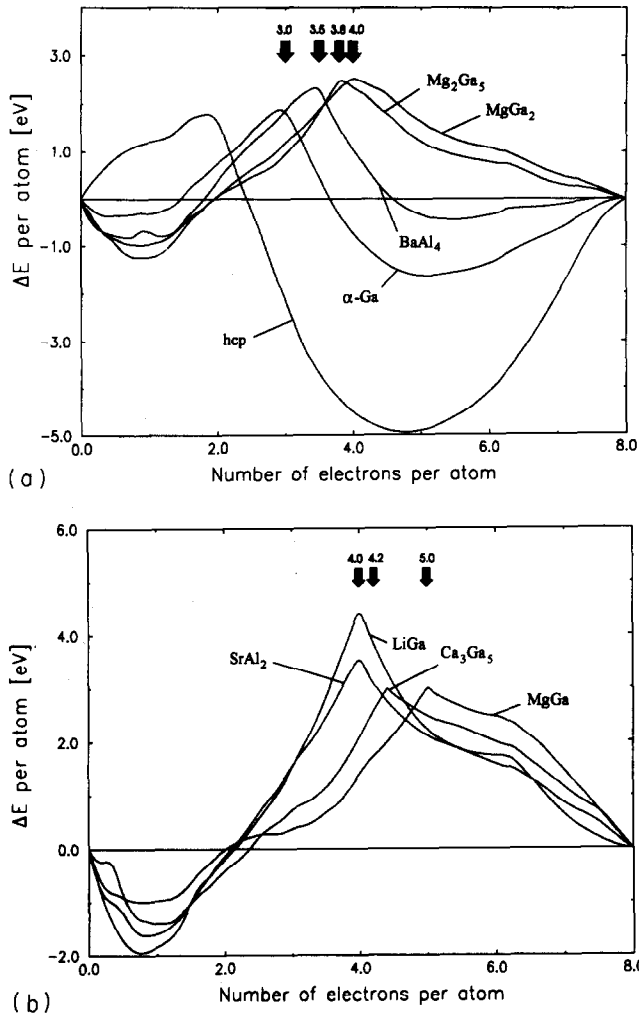 3.0 3.5 3.8 4.0
3.0
1.0
-1.0
-3.0
-5.0
ΔE per atom [eV]
Mg₂Ga₅
MgGa₂
BaAl₄
α-Ga
hcp
0.0 2.0 4.0 6.0 8.0
Number of electrons per atom
(a)
6.0
4.0
2.0
0.0
-2.0
ΔE per atom [eV]
4.0 4.2 5.0
LiGa
SrAl₂
Ca₃Ga₅
MgGa
0.0 2.0 4.0 6.0 8.0
Number of electrons per atom
(b)